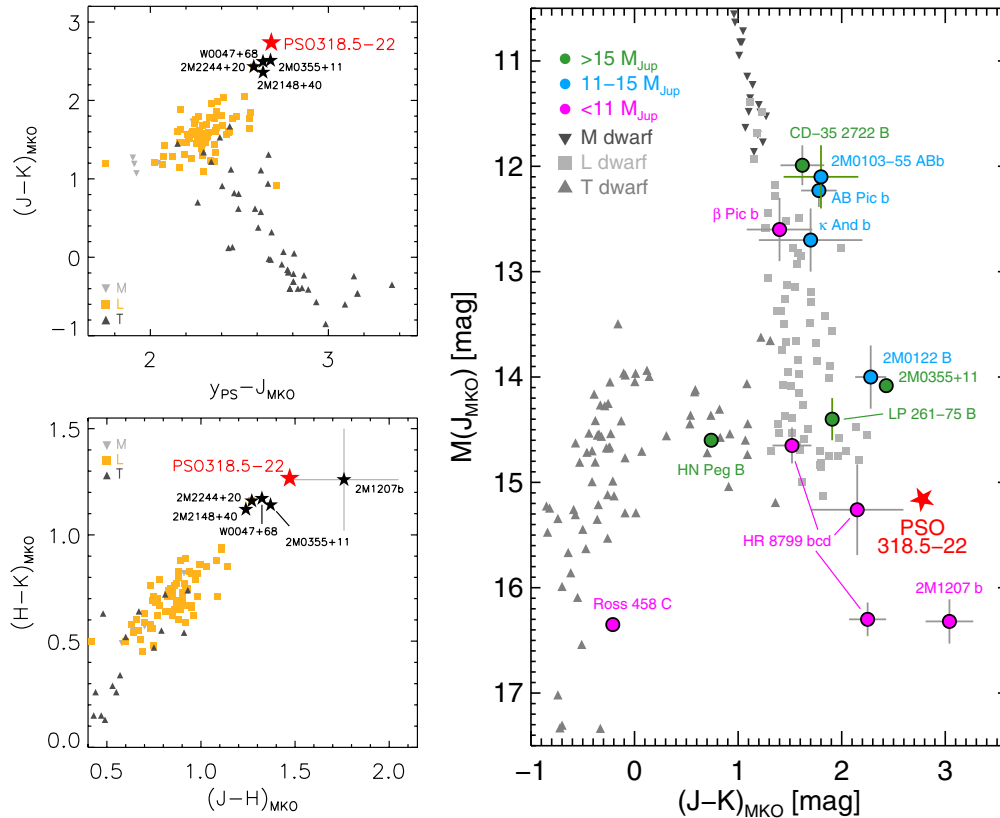 3
2
1
0
−1
(J−K)MKO
PSO318.5−22
W0047+68
2M2244+20
2M0355+11
2M2148+40
M
L
T
2
3
yPS−JMKO
1.5
1.0
0.5
0.0
(H−K)MKO
M
L
T
PSO318.5−22
2M1207b
2M2244+20
2M2148+40
W0047+68
2M0355+11
0.5
1.0
1.5
2.0
(J−H)MKO
11
12
13
14
15
16
17
M(JMKO) [mag]
>15 MJup
11−15 MJup
<11 MJup
M dwarf
L dwarf
T dwarf
CD-35 2722 B
2M0103−55 ABb
AB Pic b
β Pic b
κ And b
2M0122 B
2M0355+11
LP 261-75 B
HN Peg B
HR 8799 bcd
PSO
318.5−22
Ross 458 C
2M1207 b
−1
0
1
2
3
(J−K)MKO [mag]